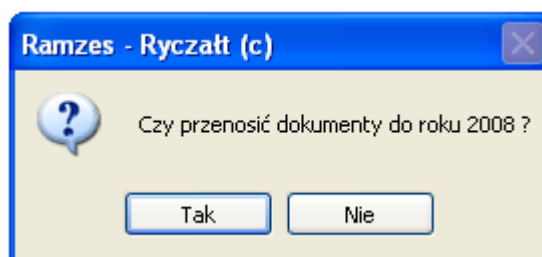 Ramzes - Ryczałt (c)
Czy przenosić dokumenty do roku 2008 ?
Tak
Nie